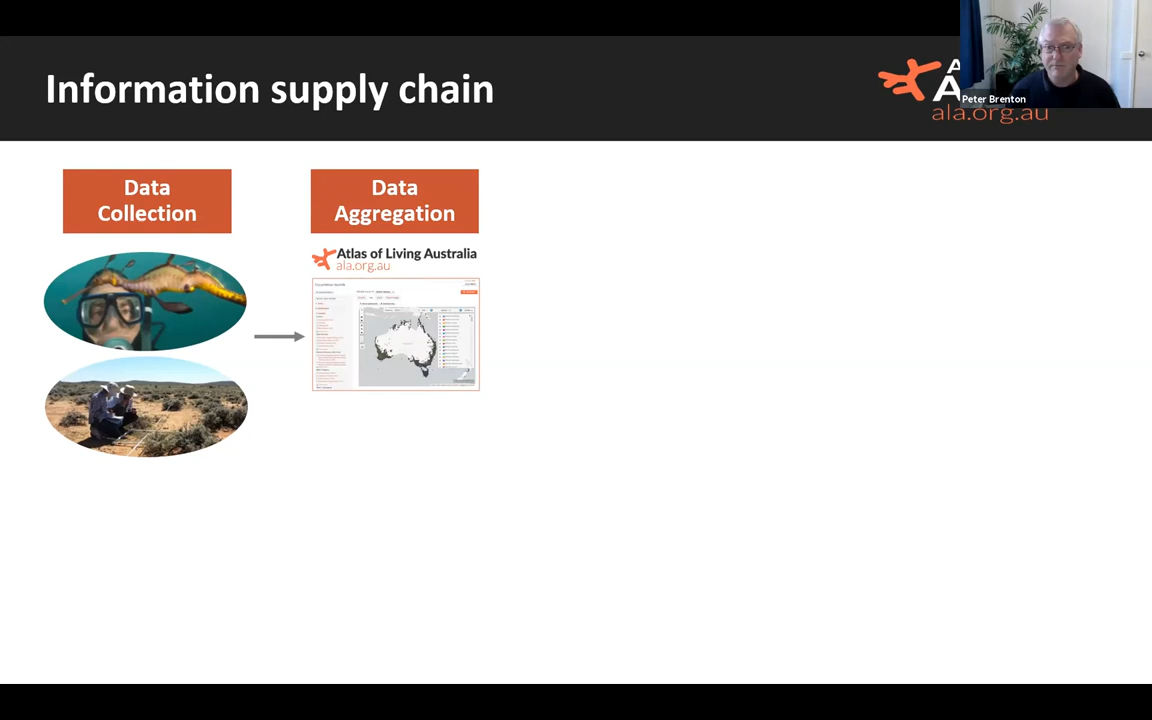 Information supply chain
A
A
ala.org.au
Peter Brenton
Data
Collection
Data
Aggregation
Atlas of Living Australia
ala.org.au